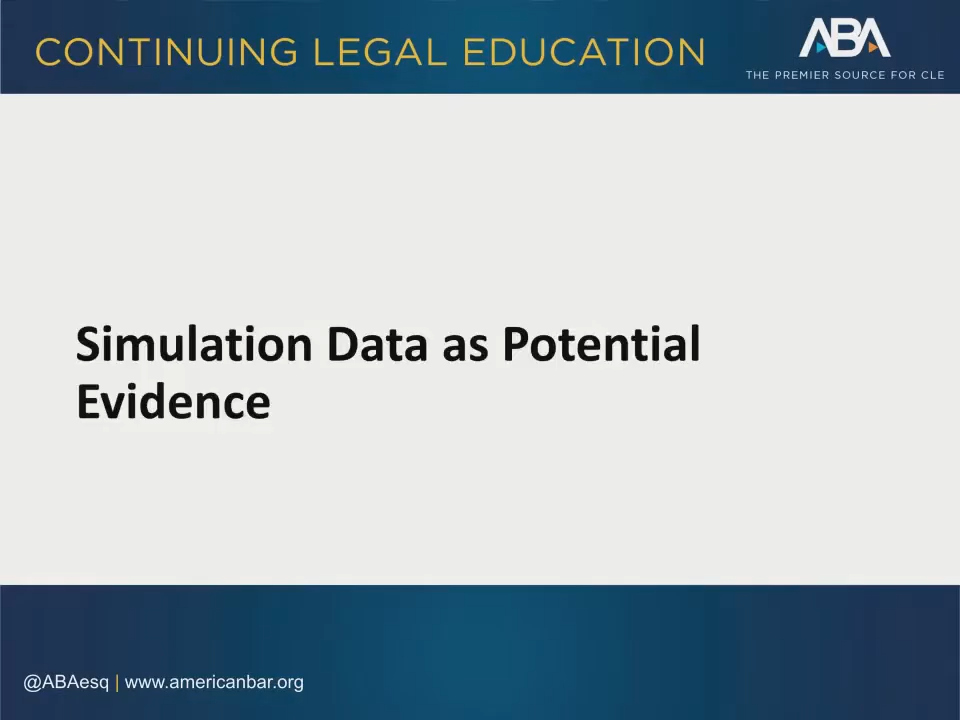 CONTINUING LEGAL EDUCATION
ABA
THE PREMIER SOURCE FOR CLE
Simulation Data as Potential
Evidence
@ABAesq | www.americanbar.org